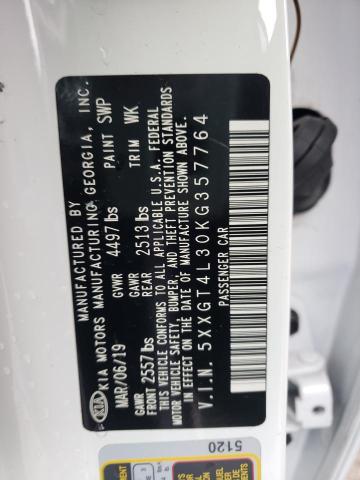 MANUFACTURED BY
KIA KIA MOTORS MANUFACTURING GEORGIA, INC.
MAR/06/19 GVWR 4497 lbs PAINT SWP
GAWR FRONT 2557 lbs GAWR REAR 2513 lbs TRIM WK
THIS VEHICLE CONFORMS TO ALL APPLICABLE U.S.A. FEDERAL
MOTOR VEHICLE SAFETY, BUMPER, AND THEFT PREVENTION STANDARDS
IN EFFECT ON THE DATE OF MANUFACTURE SHOWN ABOVE.
V.I.N. 5XXGT4L30KG357764
PASSENGER CAR
5120